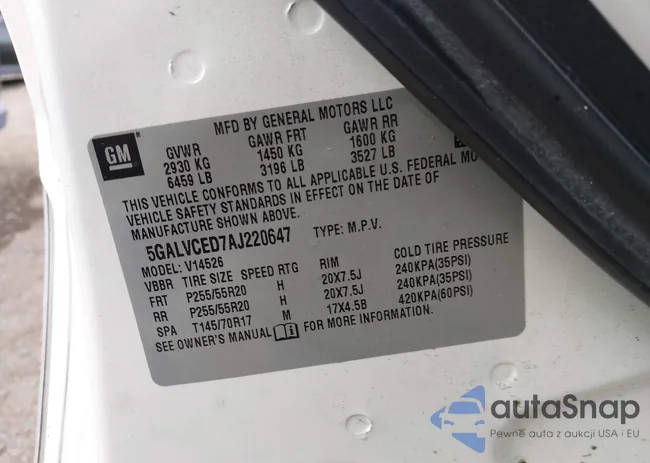 MFD BY GENERAL MOTORS LLC
GM
GVWR GAWR FRT GAWR RR
2930 KG 1450 KG 1600 KG
6459 LB 3196 LB 3527 LB
THIS VEHICLE CONFORMS TO ALL APPLICABLE U.S. FEDERAL
VEHICLE SAFETY STANDARDS IN EFFECT ON THE DATE OF
MANUFACTURE SHOWN ABOVE.
5GALVCED7AJ220647 TYPE: M.P.V.
MODEL: V14526
VBBR TIRE SIZE SPEED RTG RIM COLD TIRE PRESSURE
FRT P255/55R20 H 20X7.5J 240KPA(35PSI)
RR P255/55R20 H 20X7.5J 240KPA(35PSI)
SPA T145/70R17 M 17X4.5B 420KPA(60PSI)
SEE OWNER'S MANUAL FOR MORE INFORMATION.
autaSnap
Pewne auta z aukcji USA i EU